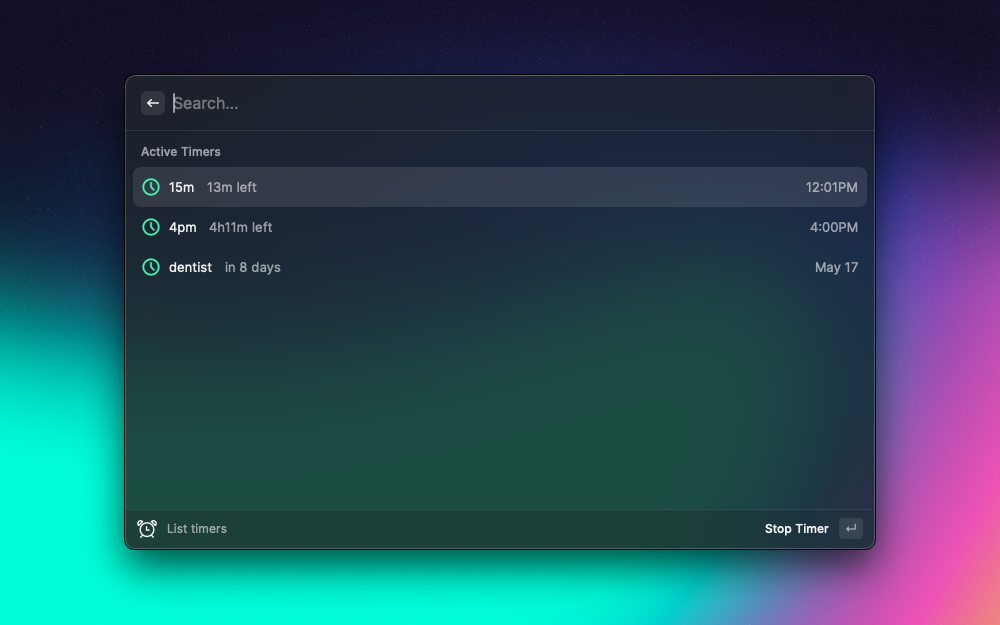 Search...
Active Timers
15m 13m left 12:01PM
4pm 4h11m left 4:00PM
dentist in 8 days May 17
List timers Stop Timer